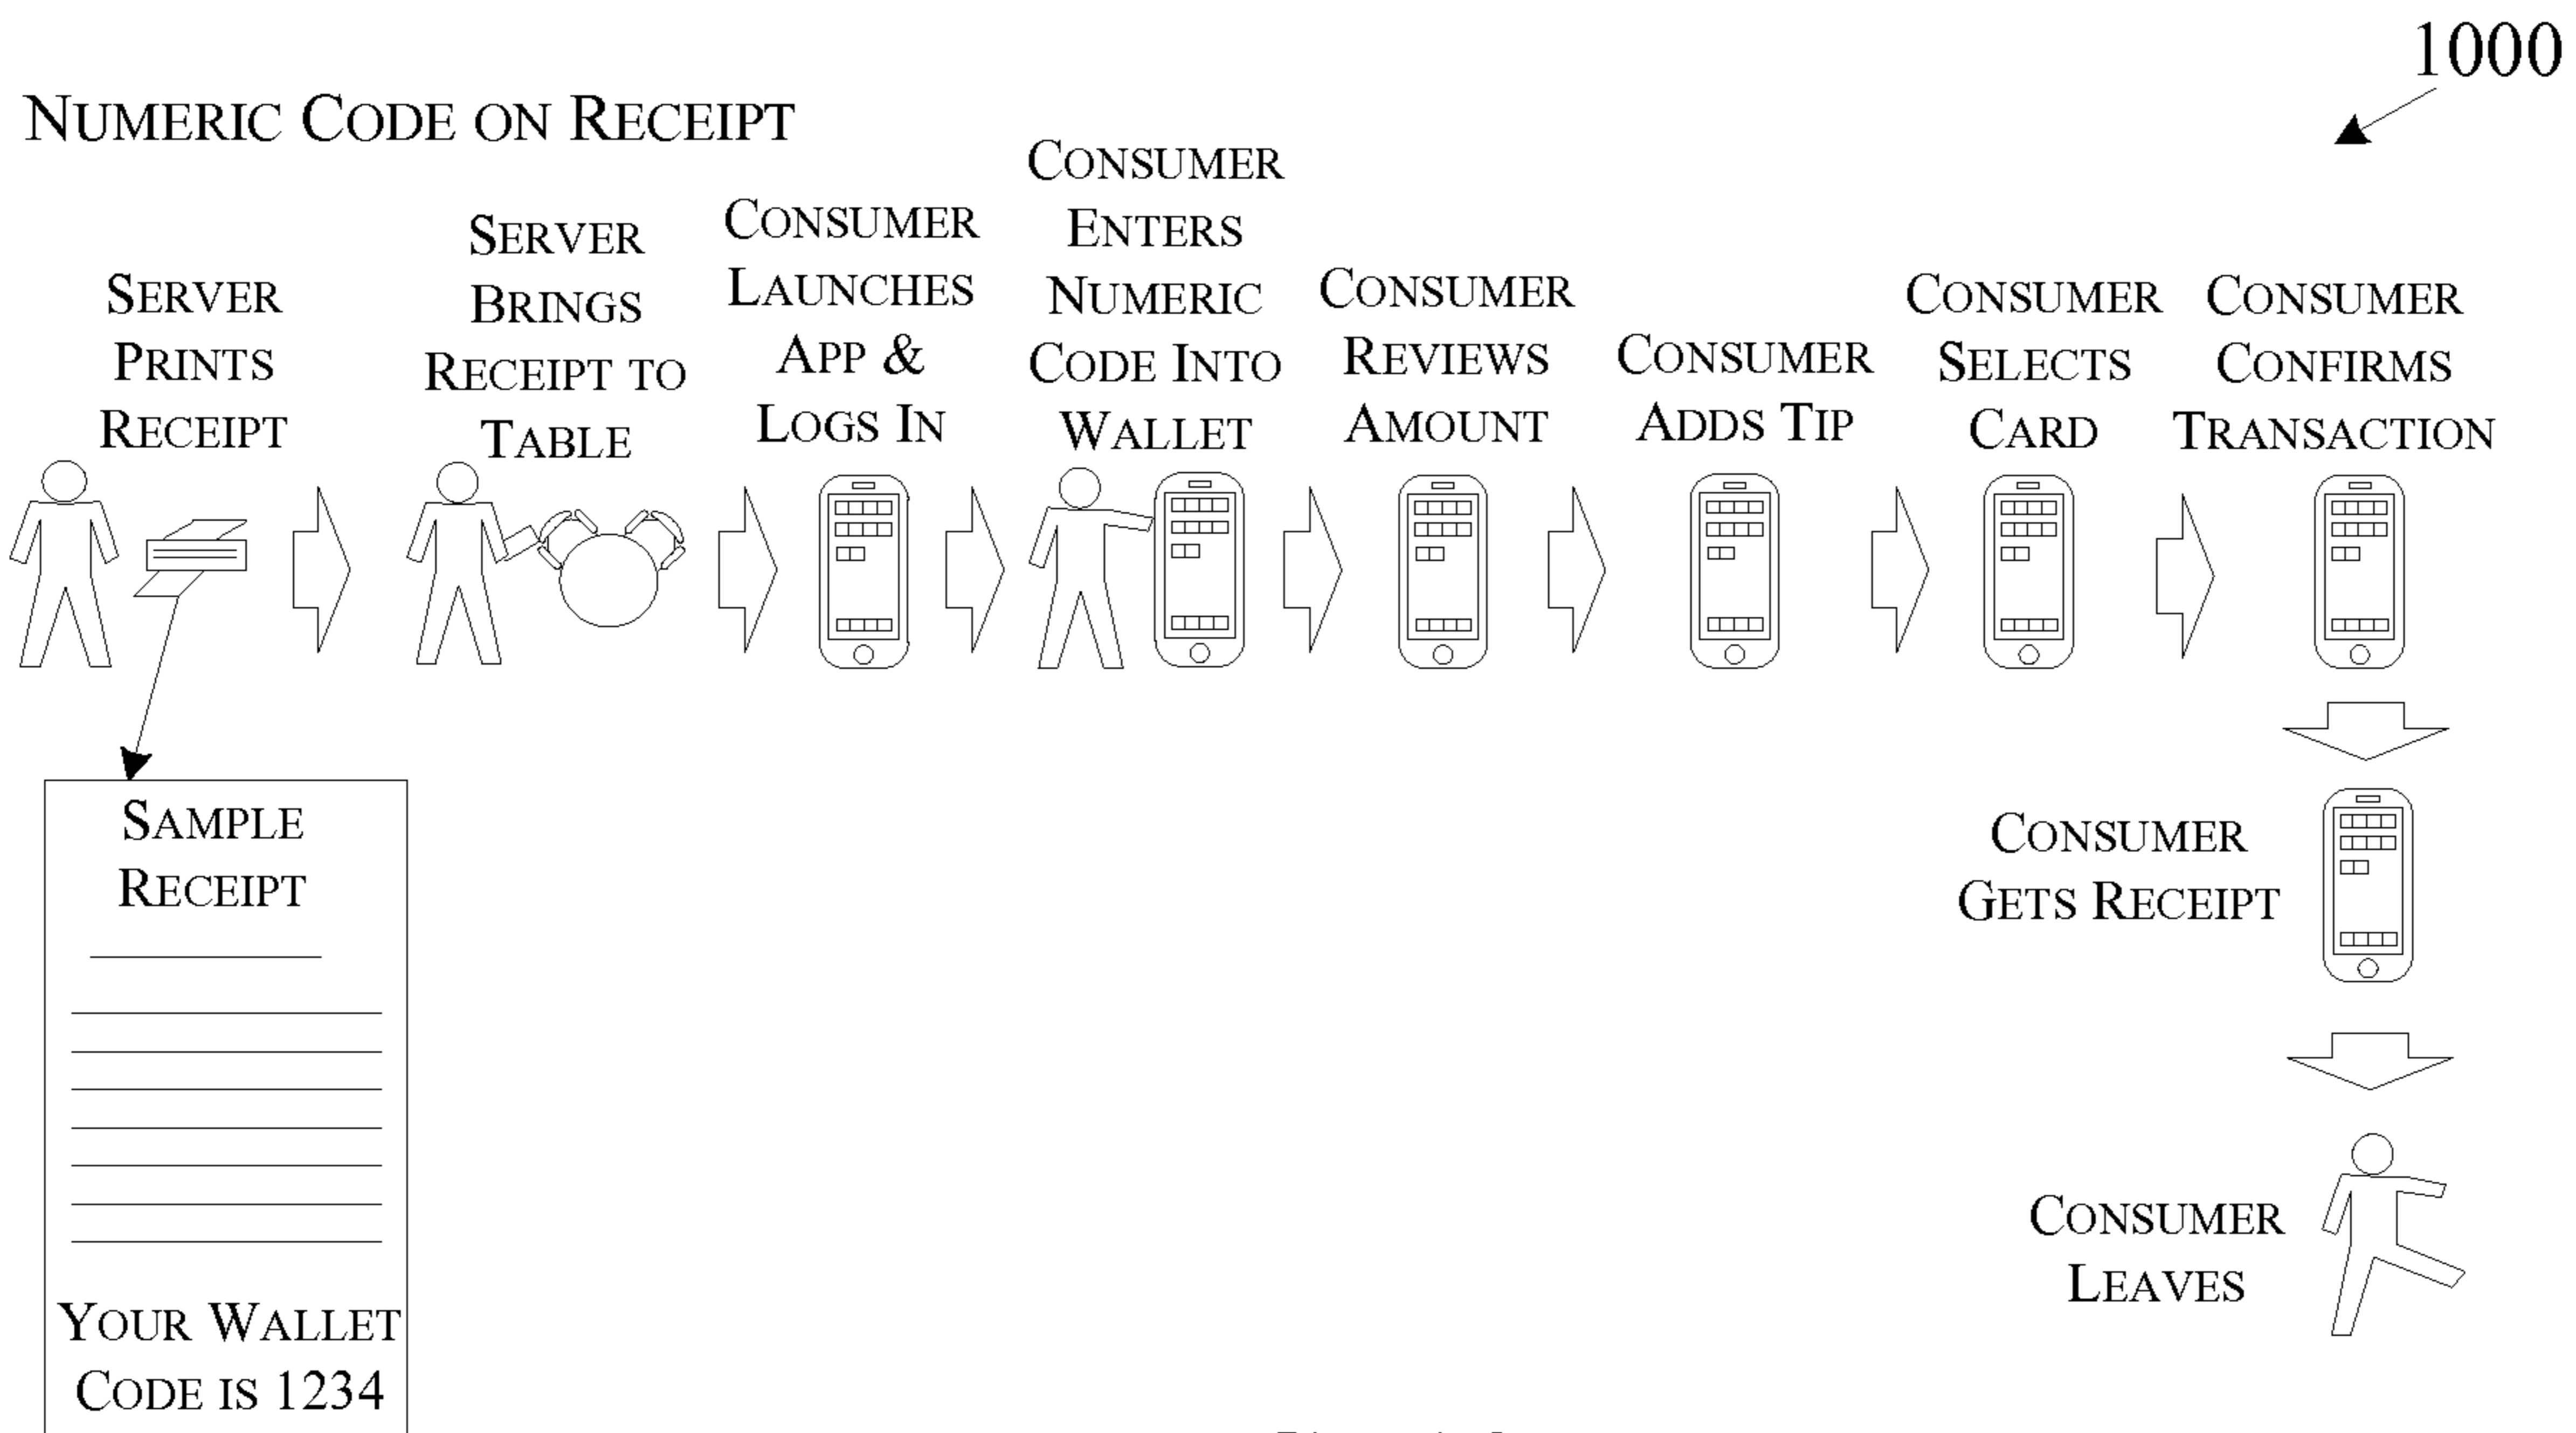 1000
NUMERIC CODE ON RECEIPT
SERVER
PRINTS
RECEIPT
SERVER
BRINGS
RECEIPT TO
TABLE
CONSUMER
LAUNCHES
APP &
LOGS IN
CONSUMER
ENTERS
NUMERIC
CODE INTO
WALLET
CONSUMER
REVIEWS
AMOUNT
CONSUMER
ADDS TIP
CONSUMER
SELECTS
CARD
CONSUMER
CONFIRMS
TRANSACTION
CONSUMER
GETS RECEIPT
CONSUMER
LEAVES
SAMPLE
RECEIPT
YOUR WALLET
CODE IS 1234